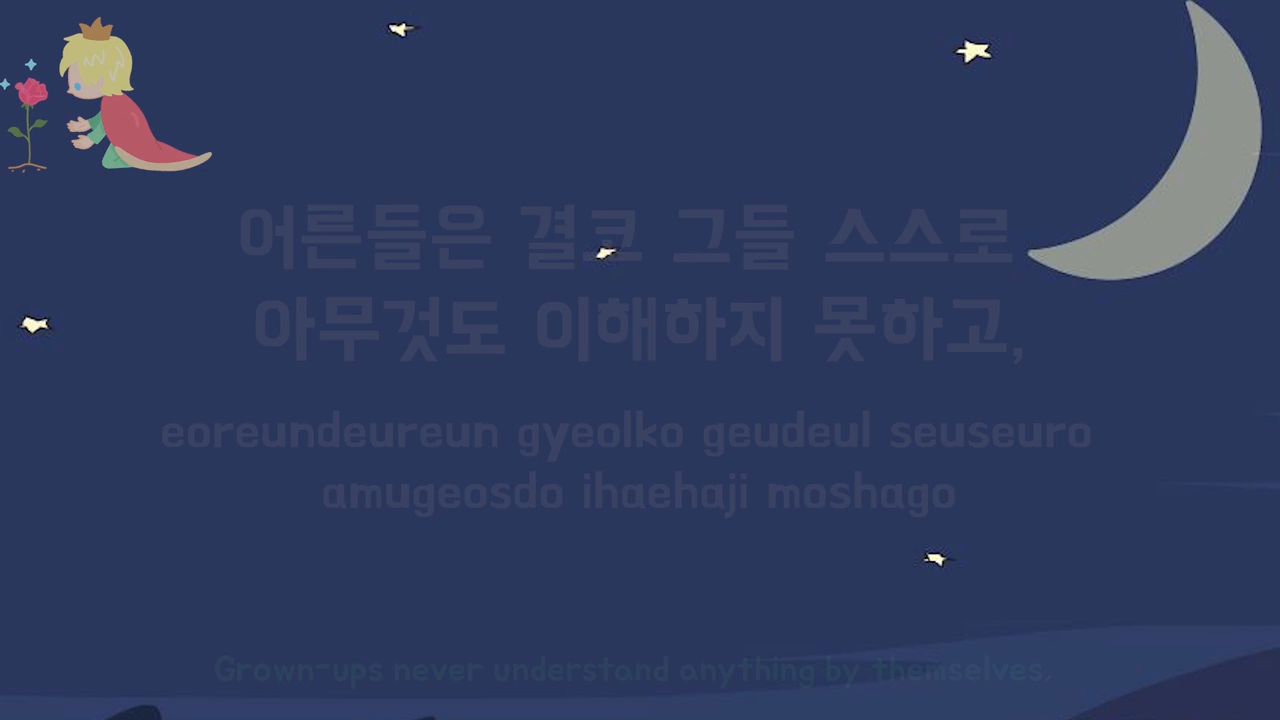 어른들은 결코 그들 스스로
아무것도 이해하지 못하고,
eoreundeureun gyeolko geudeul seuseuro
amugeosdo ihaehaji moshago
Grown-ups never understand anything by themselves,